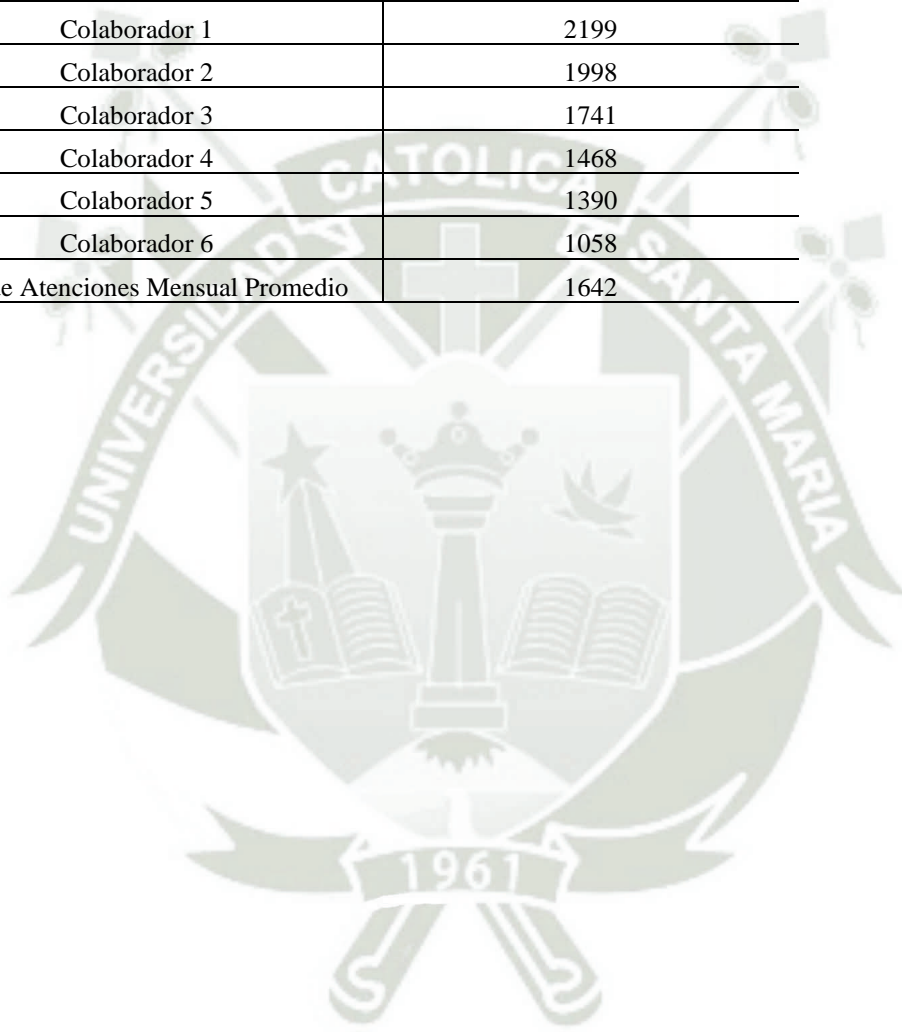 Colaborador 1 2199
Colaborador 2 1998
Colaborador 3 1741
Colaborador 4 1468
Colaborador 5 1390
Colaborador 6 1058
de Atenciones Mensual Promedio 1642
UNIVERSIDAD CATOLICA SANTA MARIA
1961